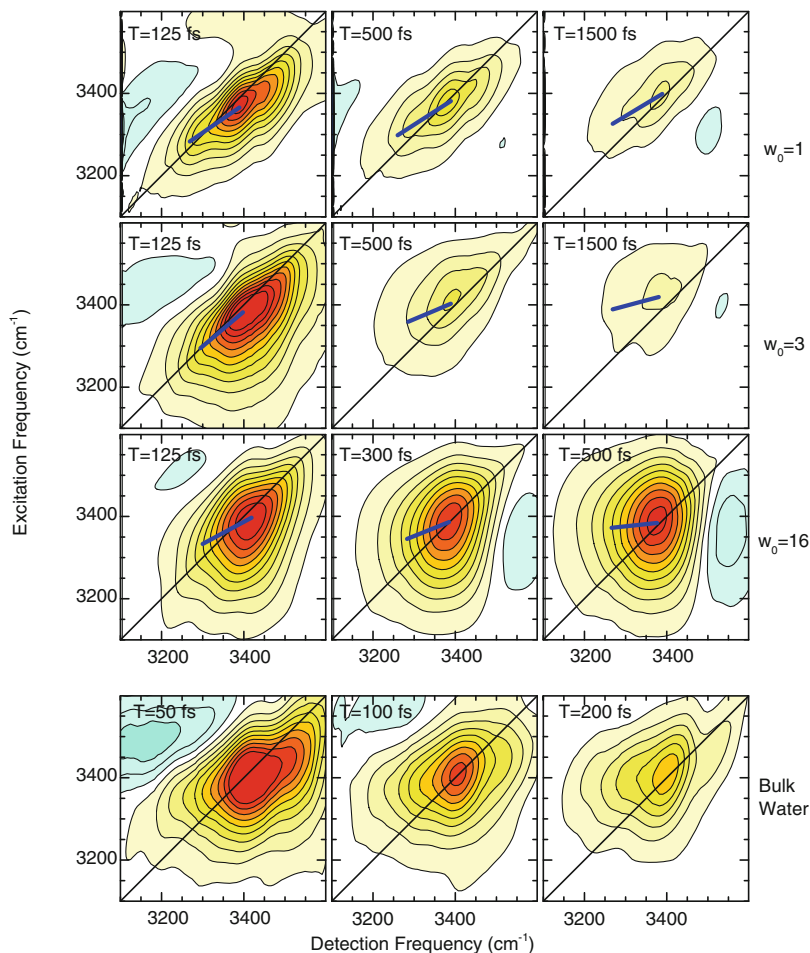 T=125 fs
T=500 fs
T=1500 fs
3400
3200
w₀=1
T=125 fs
T=500 fs
T=1500 fs
3400
3200
w₀=3
T=125 fs
T=300 fs
T=500 fs
3400
3200
w₀=16
3200 3400 3200 3400 3200 3400
Excitation Frequency (cm⁻¹)
T=50 fs
T=100 fs
T=200 fs
3400
3200
Bulk
Water
3200 3400 3200 3400 3200 3400
Detection Frequency (cm⁻¹)